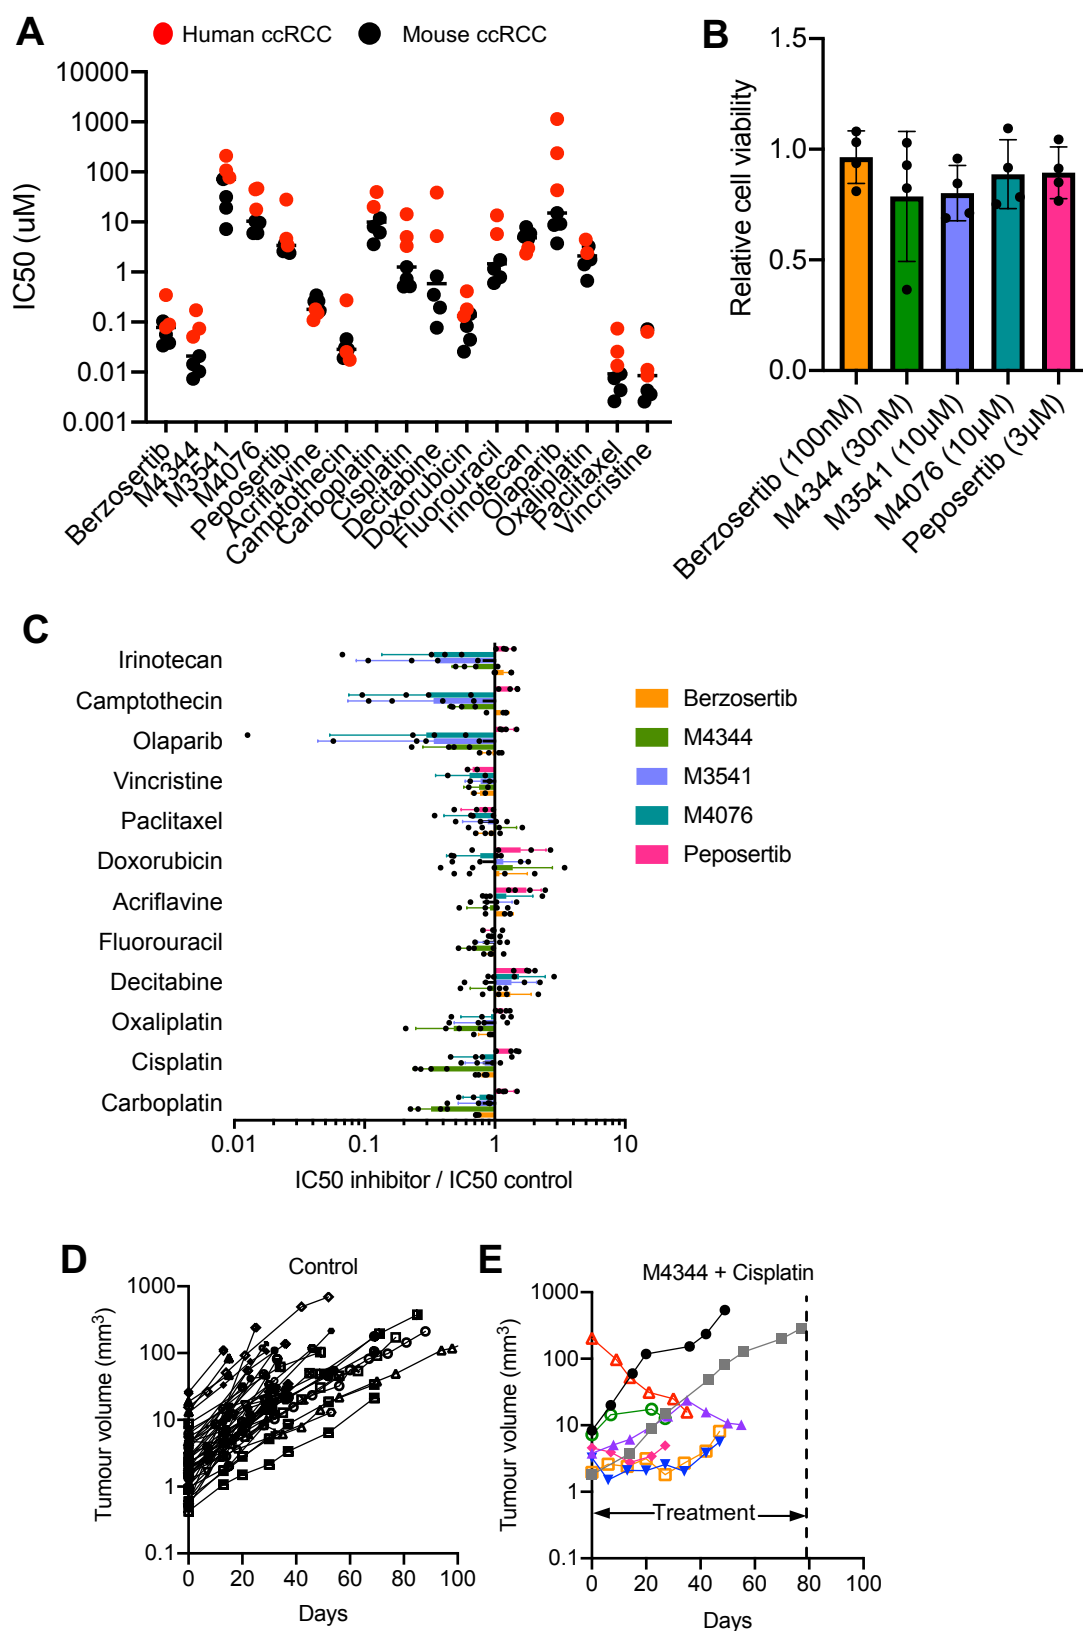 A
Human ccRCC Mouse ccRCC
10000
1000
100
10
1
0.1
0.01
0.001
IC50 (uM)
Berzosertib
M4344
M3541
M4076
Peposertib
Acriflavine
Camptothecin
Carboplatin
Cisplatin
Decitabine
Doxorubicin
Fluorouracil
Irinotecan
Olaparib
Oxaliplatin
Paclitaxel
Vincristine
B
1.5
1.0
0.5
0.0
Relative cell viability
Berzosertib (100nM)
M4344 (30nM)
M3541 (10μM)
M4076 (10μM)
Peposertib (3μM)
C
Irinotecan
Camptothecin
Olaparib
Vincristine
Paclitaxel
Doxorubicin
Acriflavine
Fluorouracil
Decitabine
Oxaliplatin
Cisplatin
Carboplatin
0.01 0.1 1 10
IC50 inhibitor / IC50 control
Berzosertib
M4344
M3541
M4076
Peposertib
D
Control
1000
100
10
1
0.1
Tumour volume (mm³)
0 20 40 60 80 100
Days
E
M4344 + Cisplatin
1000
100
10
1
0.1
Tumour volume (mm³)
Treatment
0 20 40 60 80 100
Days